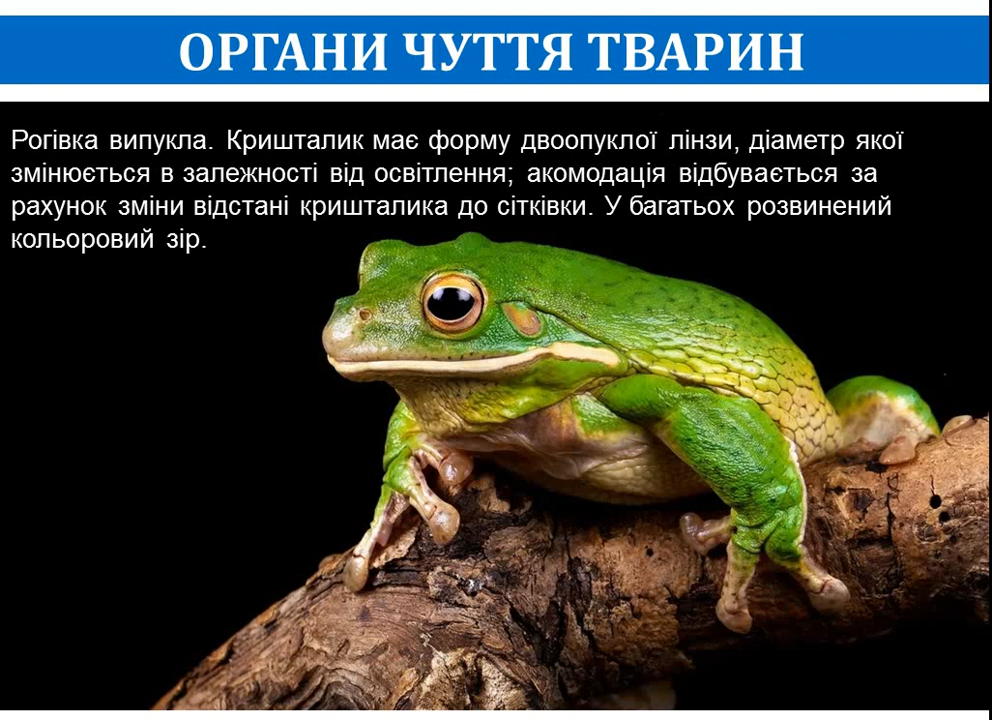 ОРГАНИ ЧУТТЯ ТВАРИН
Рогівка випукла. Кришталик має форму двоопуклої лінзи, діаметр якої
змінюється в залежності від освітлення; акомодація відбувається за
рахунок зміни відстані кришталика до сітківки. У багатьох розвинений
кольоровий зір.